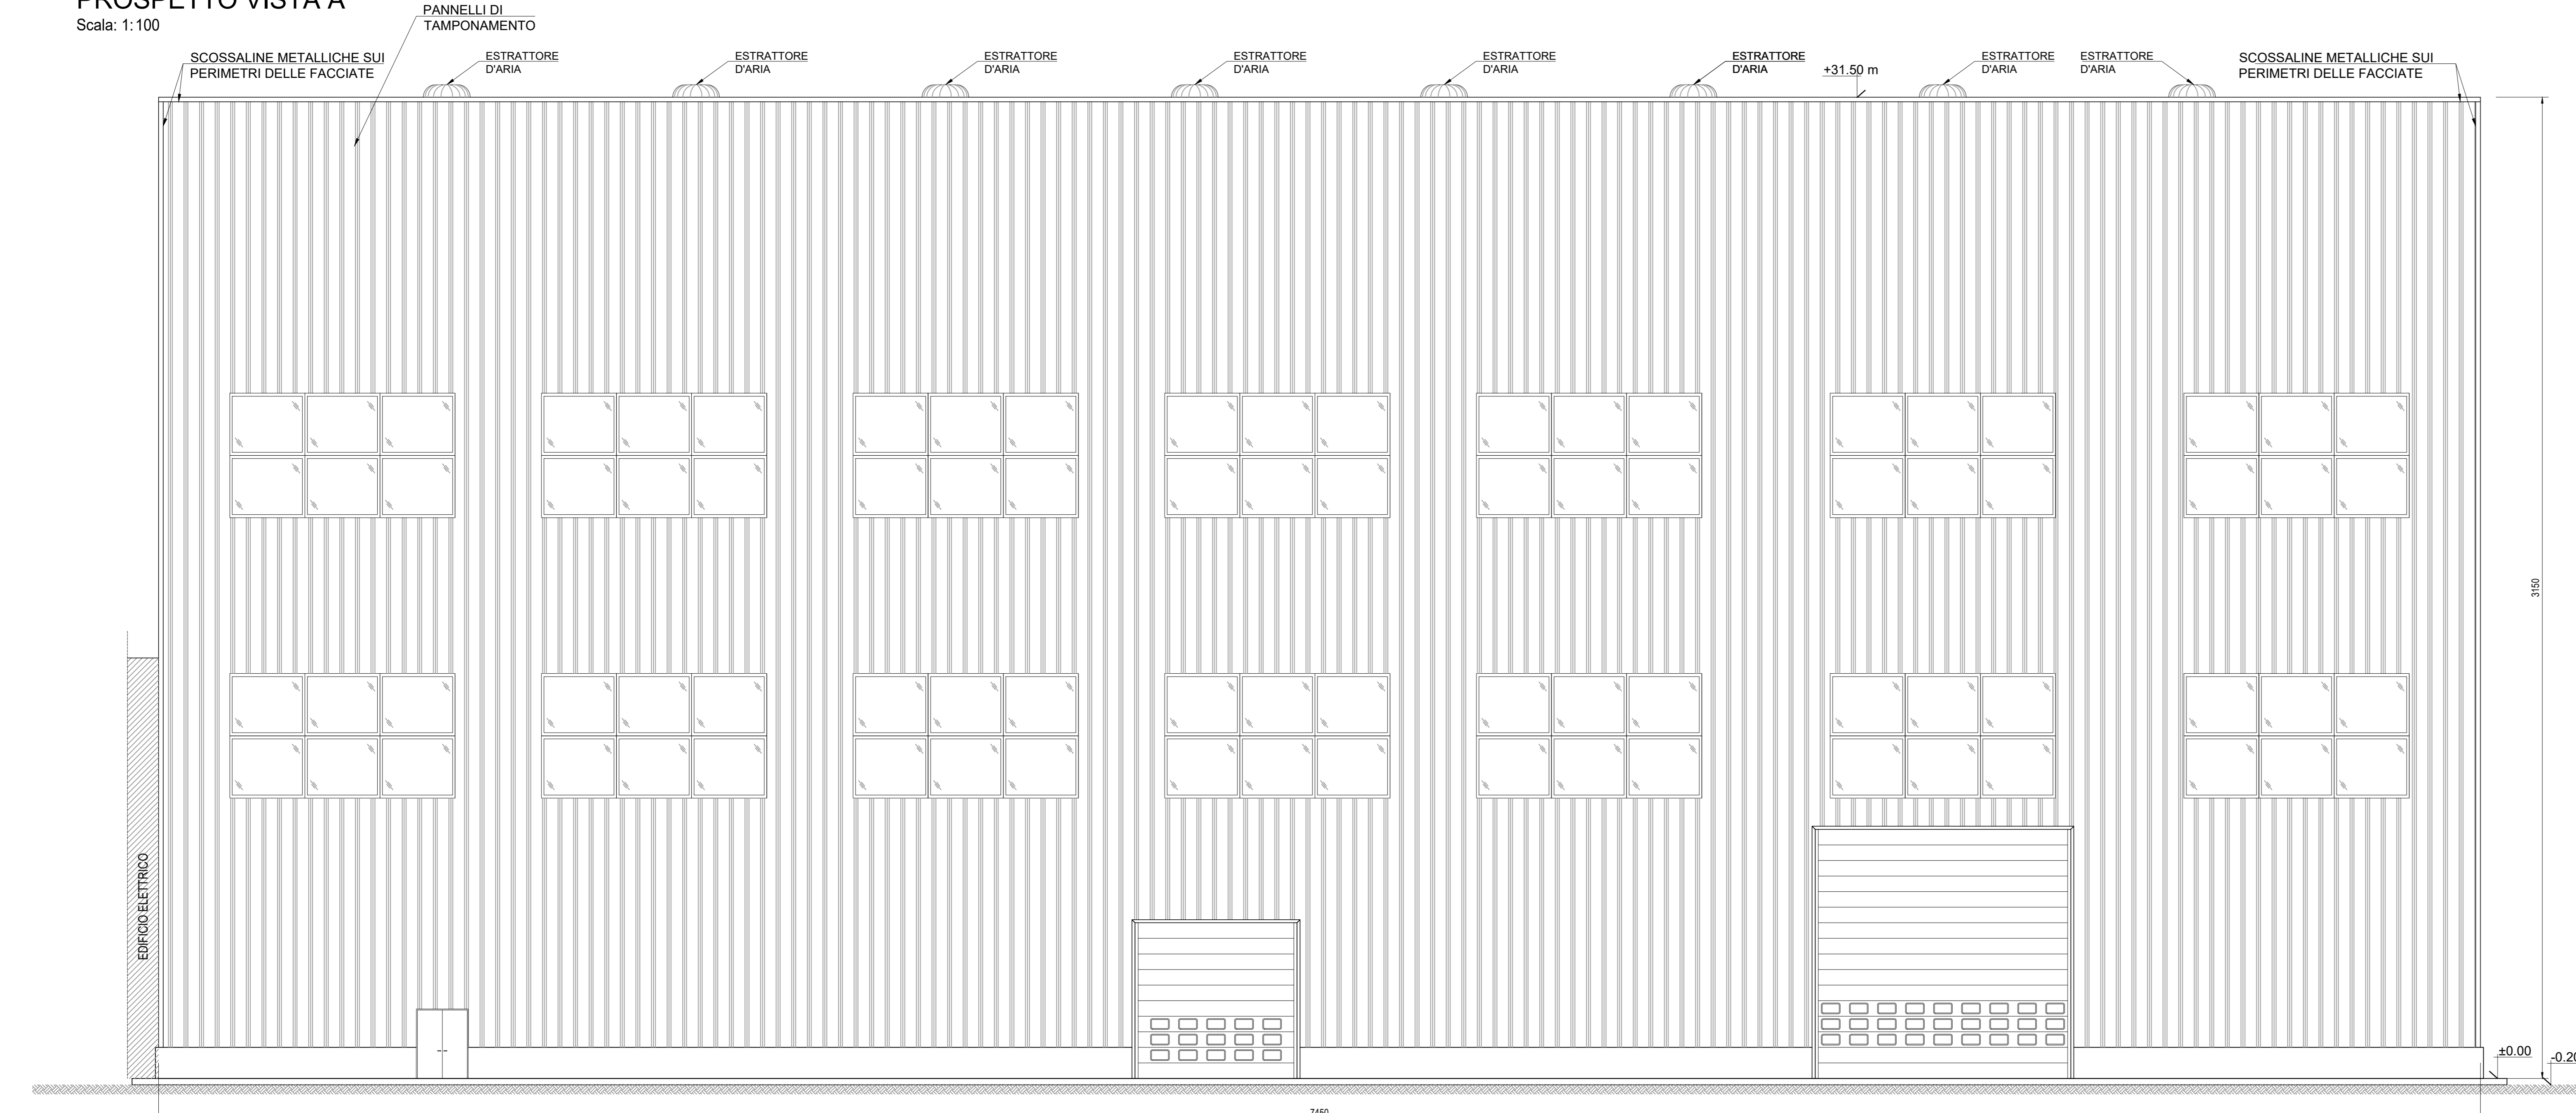 PROSPETTO VISTA A
Scala: 1:100
PANNELLI DI
TAMPONAMENTO
SCOSSALINE METALLICHE SUI
PERIMETRI DELLE FACCIATE
ESTRATTORE
D'ARIA
ESTRATTORE
D'ARIA
ESTRATTORE
D'ARIA
ESTRATTORE
D'ARIA
ESTRATTORE
D'ARIA
ESTRATTORE
D'ARIA
+31.50 m
ESTRATTORE
D'ARIA
ESTRATTORE
D'ARIA
SCOSSALINE METALLICHE SUI
PERIMETRI DELLE FACCIATE
3150
EDIFICIO ELETTRICO
±0.00
-0.20
7450